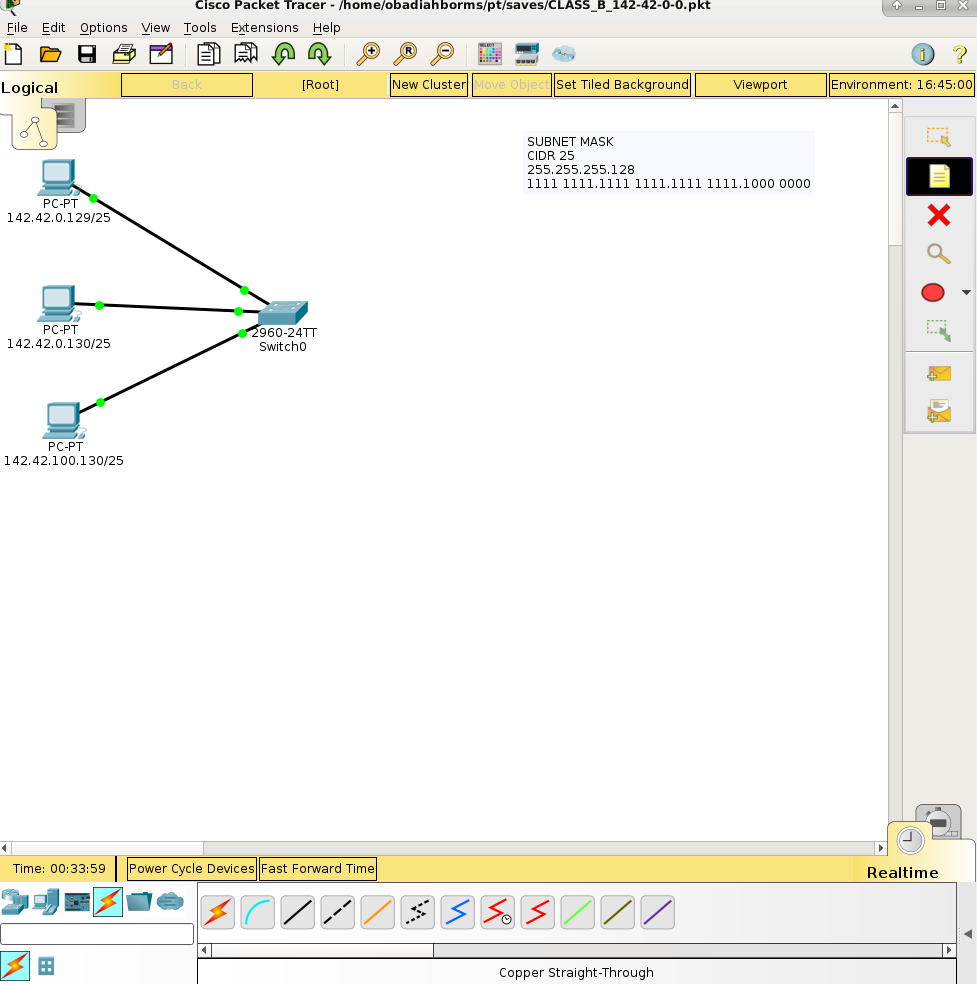 Cisco Packet Tracer - /home/obadiahborms/pt/saves/CLASS_B_142-42-0-0.pkt
File Edit Options View Tools Extensions Help
Logical Back [Root] New Cluster Move Object Set Tiled Background Viewport Environment: 16:45:00
SUBNET MASK
CIDR 25
255.255.255.128
1111 1111.1111 1111.1111 1111.1000 0000
PC-PT
142.42.0.129/25
PC-PT
142.42.0.130/25
2960-24TT
Switch0
PC-PT
142.42.100.130/25
Time: 00:33:59 Power Cycle Devices Fast Forward Time Realtime
Copper Straight-Through